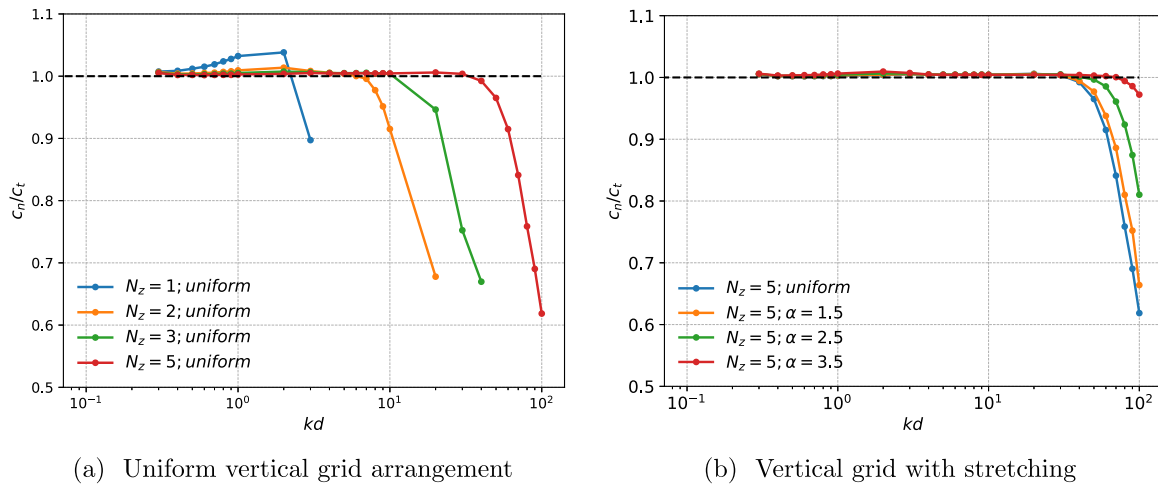 1.1
1.0
0.9
0.8
0.7
0.6
0.5
c_n/c_t
N_z = 1; uniform
N_z = 2; uniform
N_z = 3; uniform
N_z = 5; uniform
10^{-1} 10^0 10^1 10^2
kd
(a) Uniform vertical grid arrangement
1.1
1.0
0.9
0.8
0.7
0.6
0.5
c_n/c_t
N_z = 5; uniform
N_z = 5; α = 1.5
N_z = 5; α = 2.5
N_z = 5; α = 3.5
10^{-1} 10^0 10^1 10^2
kd
(b) Vertical grid with stretching